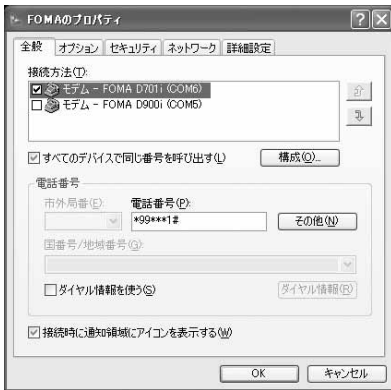 FOMAのプロパティ
全般 オプション セキュリティ ネットワーク 詳細設定
接続方法(T):
モデム - FOMA D701i (COM6)
モデム - FOMA D900i (COM5)
すべてのデバイスで同じ番号を呼び出す(L) 構成(O)...
電話番号
市外局番(E): 電話番号(P):
*99***1# その他(N)
国番号/地域番号(G):
ダイヤル情報を使う(S) ダイヤル情報(R)
接続時に通知領域にアイコンを表示する(W)
OK キャンセル